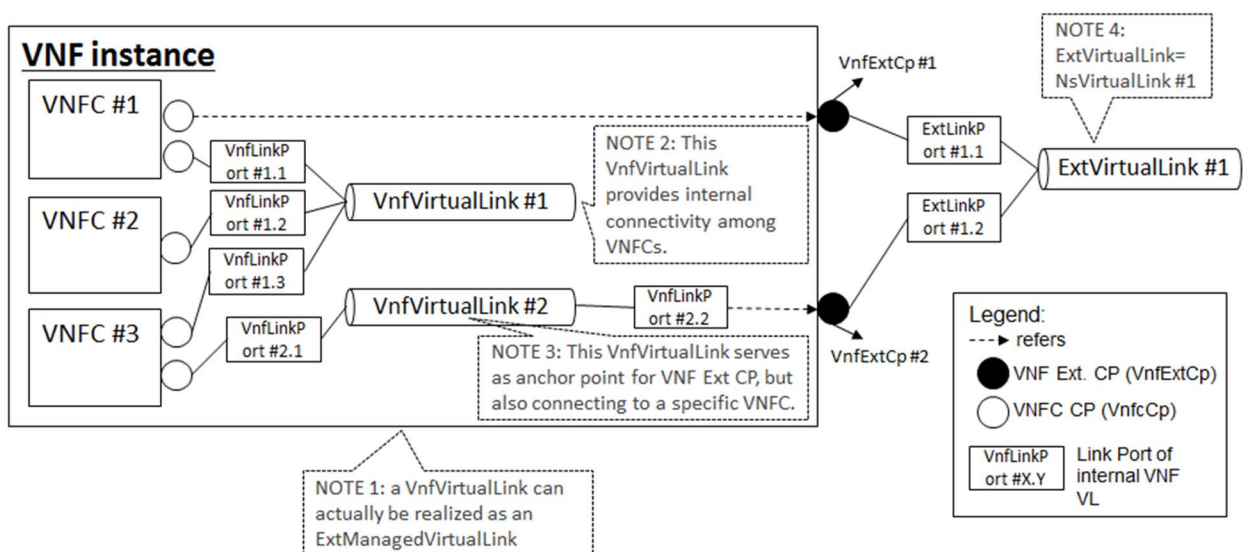 VNF instance
VNFC #1
VNFC #2
VNFC #3
VnfLinkP
ort #1.1
VnfLinkP
ort #1.2
VnfLinkP
ort #1.3
VnfLinkP
ort #2.1
VnfVirtualLink #1
VnfVirtualLink #2
VnfLinkP
ort #2.2
NOTE 2: This
VnfVirtualLink
provides internal
connectivity among
VNFCs.
NOTE 3: This VnfVirtualLink serves
as anchor point for VNF Ext CP, but
also connecting to a specific VNFC.
NOTE 1: a VnfVirtualLink can
actually be realized as an
ExtManagedVirtualLink
VnfExtCp #1
VnfExtCp #2
ExtLinkP
ort #1.1
ExtLinkP
ort #1.2
NOTE 4:
ExtVirtualLink=
NsVirtualLink #1
ExtVirtualLink #1
Legend:
refers
VNF Ext. CP (VnfExtCp)
VNFC CP (VnfcCp)
VnfLinkP
ort #X.Y
Link Port of
internal VNF
VL